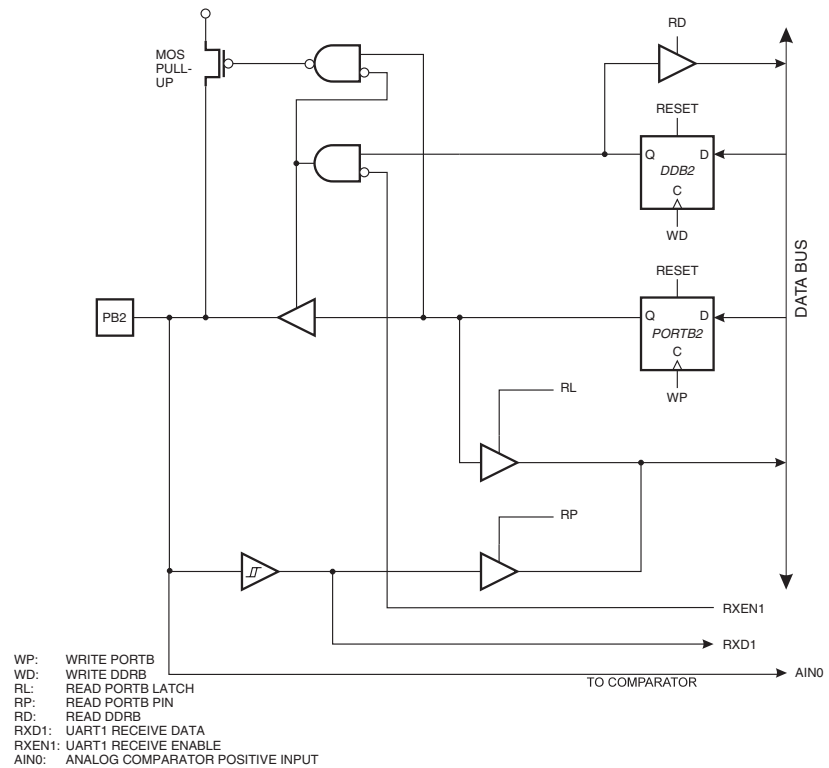 RD
MOS
PULL-
UP
RESET
Q
D
DDB2
C
WD
DATA BUS
RESET
PB2
Q
D
PORTB2
C
WP
RL
RP
RXEN1
RXD1
TO COMPARATOR
AIN0
WP: WRITE PORTB
WD: WRITE DDRB
RL: READ PORTB LATCH
RP: READ PORTB PIN
RD: READ DDRB
RXD1: UART1 RECEIVE DATA
RXEN1: UART1 RECEIVE ENABLE
AIN0: ANALOG COMPARATOR POSITIVE INPUT